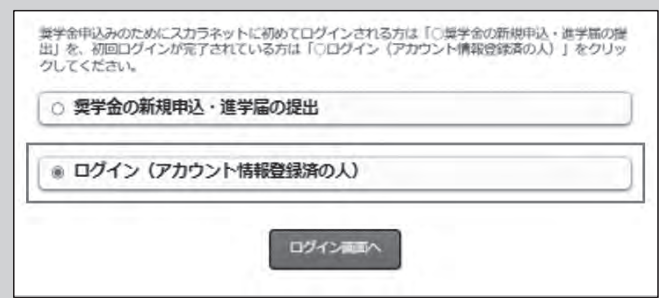 奨学金申込みのためにスカラネットに初めてログインされる方は「○奨学金の新規申込・進学届の提
出」を、初回ログインが完了されている方は「○ログイン（アカウント情報登録済の人）」をクリッ
クしてください。
奨学金の新規申込・進学届の提出
ログイン（アカウント情報登録済の人）
ログイン画面へ